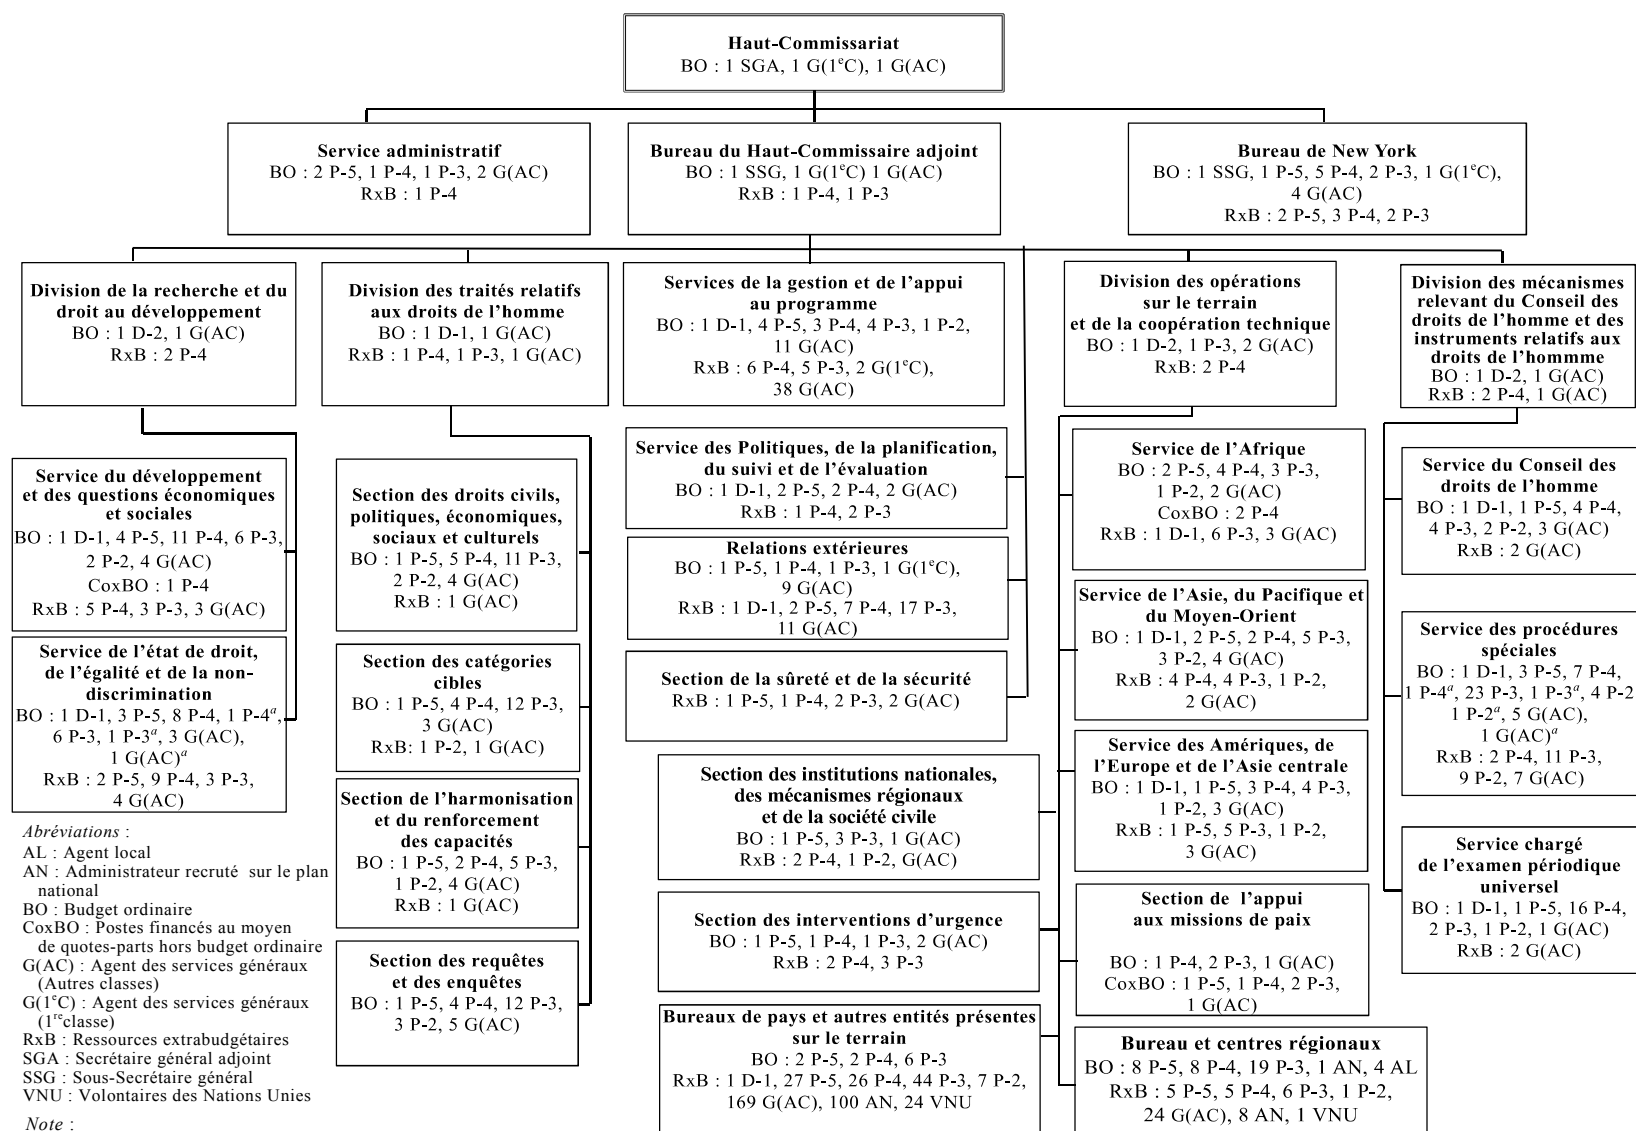 Haut-Commissariat
BO : 1 SGA, 1 G(1eC), 1 G(AC)
Service administratif
BO : 2 P-5, 1 P-4, 1 P-3, 2 G(AC)
RxB : 1 P-4
Bureau du Haut-Commissaire adjoint
BO : 1 SSG, 1 G(1eC) 1 G(AC)
RxB : 1 P-4, 1 P-3
Bureau de New York
BO : 1 SSG, 1 P-5, 5 P-4, 2 P-3, 1 G(1eC),
4 G(AC)
RxB : 2 P-5, 3 P-4, 2 P-3
Division de la recherche et du
droit au développement
BO : 1 D-2, 1 G(AC)
RxB : 2 P-4
Division des traités relatifs
aux droits de l’homme
BO : 1 D-1, 1 G(AC)
RxB : 1 P-4, 1 P-3, 1 G(AC)
Services de la gestion et de l’appui
au programme
BO : 1 D-1, 4 P-5, 3 P-4, 4 P-3, 1 P-2,
11 G(AC)
RxB : 6 P-4, 5 P-3, 2 G(1eC),
38 G(AC)
Division des opérations
sur le terrain
et de la coopération technique
BO : 1 D-2, 1 P-3, 2 G(AC)
RxB: 2 P-4
Division des mécanismes
relevant du Conseil des
droits de l’homme et des
instruments relatifs aux
droits de l’hommme
BO : 1 D-2, 1 G(AC)
RxB : 2 P-4, 1 G(AC)
Service du développement
et des questions économiques
et sociales
BO : 1 D-1, 4 P-5, 11 P-4, 6 P-3,
2 P-2, 4 G(AC)
CoxBO : 1 P-4
RxB : 5 P-4, 3 P-3, 3 G(AC)
Service de l’état de droit,
de l’égalité et de la non-
discrimination
BO : 1 D-1, 3 P-5, 8 P-4, 1 P-4a,
6 P-3, 1 P-3a, 3 G(AC),
1 G(AC)a
RxB : 2 P-5, 9 P-4, 3 P-3,
4 G(AC)
Section des droits civils,
politiques, économiques,
sociaux et culturels
BO : 1 P-5, 5 P-4, 11 P-3,
2 P-2, 4 G(AC)
RxB : 1 G(AC)
Section des catégories
cibles
BO : 1 P-5, 4 P-4, 12 P-3,
3 G(AC)
RxB: 1 P-2, 1 G(AC)
Section de l’harmonisation
et du renforcement
des capacités
BO : 1 P-5, 2 P-4, 5 P-3,
1 P-2, 4 G(AC)
RxB : 1 G(AC)
Section des requêtes
et des enquêtes
BO : 1 P-5, 4 P-4, 12 P-3,
3 P-2, 5 G(AC)
Service des Politiques, de la planification,
du suivi et de l’évaluation
BO : 1 D-1, 2 P-5, 2 P-4, 2 G(AC)
RxB : 1 P-4, 2 P-3
Relations extérieures
BO : 1 P-5, 1 P-4, 1 P-3, 1 G(1eC),
9 G(AC)
RxB : 1 D-1, 2 P-5, 7 P-4, 17 P-3,
11 G(AC)
Section de la sûreté et de la sécurité
RxB : 1 P-5, 1 P-4, 2 P-3, 2 G(AC)
Section des institutions nationales,
des mécanismes régionaux
et de la société civile
BO : 1 P-5, 3 P-3, 1 G(AC)
RxB : 2 P-4, 1 P-2, G(AC)
Section des interventions d’urgence
BO : 1 P-5, 1 P-4, 1 P-3, 2 G(AC)
RxB : 2 P-4, 3 P-3
Bureaux de pays et autres entités présentes
sur le terrain
BO : 2 P-5, 2 P-4, 6 P-3
RxB : 1 D-1, 27 P-5, 26 P-4, 44 P-3, 7 P-2,
169 G(AC), 100 AN, 24 VNU
Service de l’Afrique
BO : 2 P-5, 4 P-4, 3 P-3,
1 P-2, 2 G(AC)
CoxBO : 2 P-4
RxB : 1 D-1, 6 P-3, 3 G(AC)
Service de l’Asie, du Pacifique et
du Moyen-Orient
BO : 1 D-1, 2 P-5, 2 P-4, 5 P-3,
3 P-2, 4 G(AC)
RxB : 4 P-4, 4 P-3, 1 P-2,
2 G(AC)
Service des Amériques, de
l’Europe et de l’Asie centrale
BO : 1 D-1, 1 P-5, 3 P-4, 4 P-3,
1 P-2, 3 G(AC)
RxB : 1 P-5, 5 P-3, 1 P-2,
3 G(AC)
Section de l’appui
aux missions de paix
BO : 1 P-4, 2 P-3, 1 G(AC)
CoxBO : 1 P-5, 1 P-4, 2 P-3,
1 G(AC)
Bureau et centres régionaux
BO : 8 P-5, 8 P-4, 19 P-3, 1 AN, 4 AL
RxB : 5 P-5, 5 P-4, 6 P-3, 1 P-2,
24 G(AC), 8 AN, 1 VNU
Service du Conseil des
droits de l’homme
BO : 1 D-1, 1 P-5, 4 P-4,
4 P-3, 2 P-2, 3 G(AC)
RxB : 2 G(AC)
Service des procédures
spéciales
BO : 1 D-1, 3 P-5, 7 P-4,
1 P-4a, 23 P-3, 1 P-3a, 4 P-2
1 P-2a, 5 G(AC),
1 G(AC)a
RxB : 2 P-4, 11 P-3,
9 P-2, 7 G(AC)
Service chargé
de l’examen périodique
universel
BO : 1 D-1, 1 P-5, 16 P-4,
2 P-3, 1 P-2, 1 G(AC)
RxB : 2 G(AC)
Abréviations :
AL : Agent local
AN : Administrateur recruté sur le plan
national
BO : Budget ordinaire
CoxBO : Postes financés au moyen
de quotes-parts hors budget ordinaire
G(AC) : Agent des services généraux
(Autres classes)
G(1eC) : Agent des services généraux
(1re classe)
RxB : Ressources extrabudgétaires
SGA : Secrétaire général adjoint
SSG : Sous-Secrétaire général
VNU : Volontaires des Nations Unies
Note :